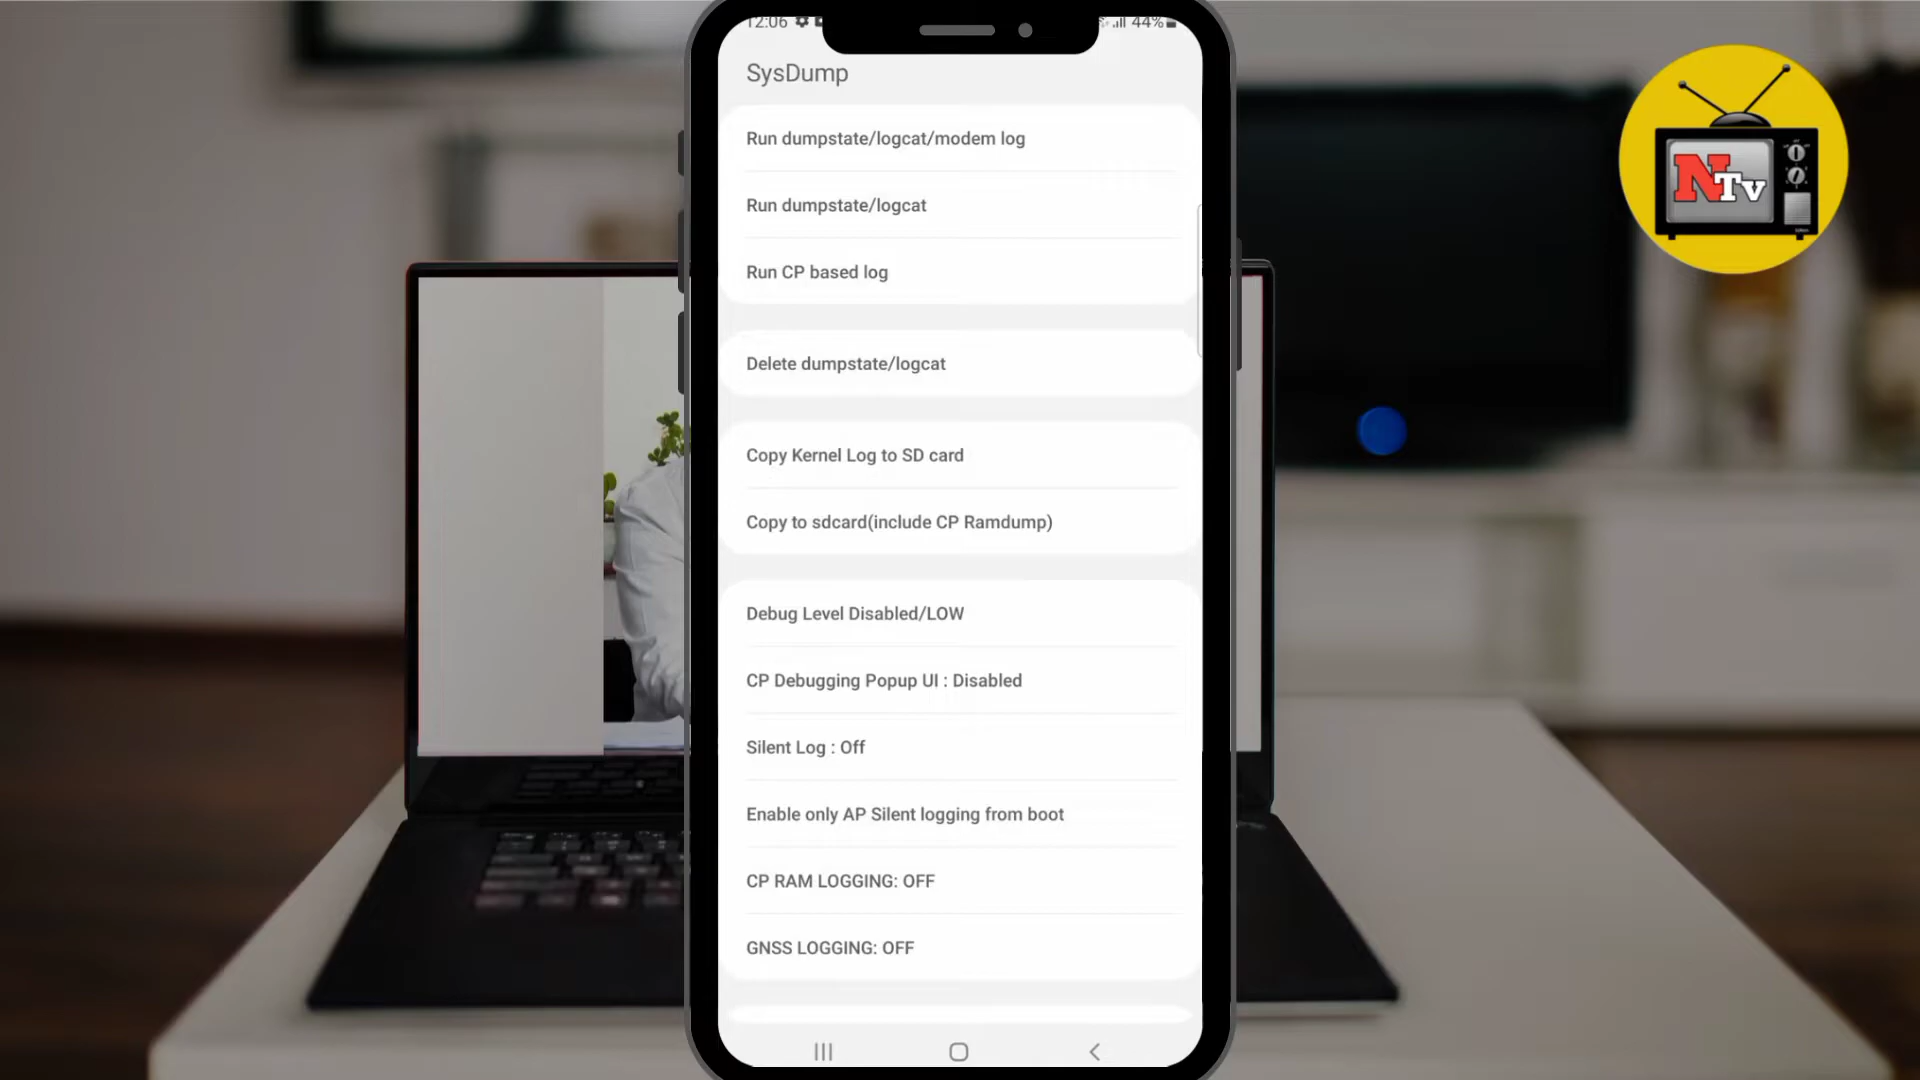 12:06
44%
SysDump
Run dumpstate/logcat/modem log
Run dumpstate/logcat
Run CP based log
Delete dumpstate/logcat
Copy Kernel Log to SD card
Copy to sdcard(include CP Ramdump)
Debug Level Disabled/LOW
CP Debugging Popup UI : Disabled
Silent Log : Off
Enable only AP Silent logging from boot
CP RAM LOGGING: OFF
GNSS LOGGING: OFF
NTv